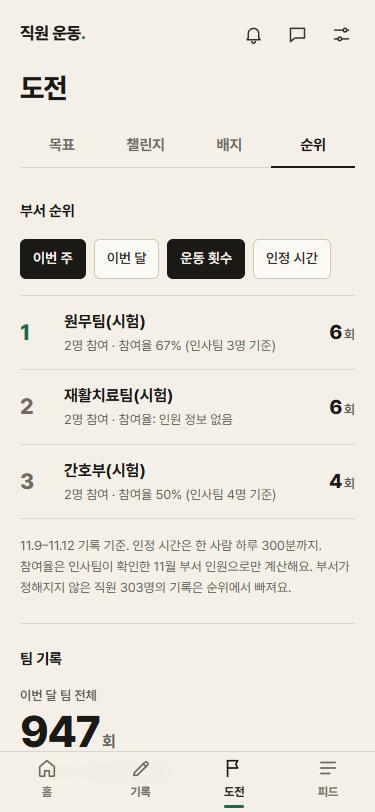 직원 운동.
도전
목표 챌린지 배지 순위
부서 순위
이번 주 이번 달 운동 횟수 인정 시간
1 원무팀(시험) 6회
2명 참여 · 참여율 67% (인사팀 3명 기준)
2 재활치료팀(시험) 6회
2명 참여 · 참여율: 인원 정보 없음
3 간호부(시험) 4회
2명 참여 · 참여율 50% (인사팀 4명 기준)
11.9–11.12 기록 기준. 인정 시간은 한 사람 하루 300분까지.
참여율은 인사팀이 확인한 11월 부서 인원으로만 계산해요. 부서가
정해지지 않은 직원 303명의 기록은 순위에서 빠져요.
팀 기록
이번 달 팀 전체
947회
홈 기록 도전 피드